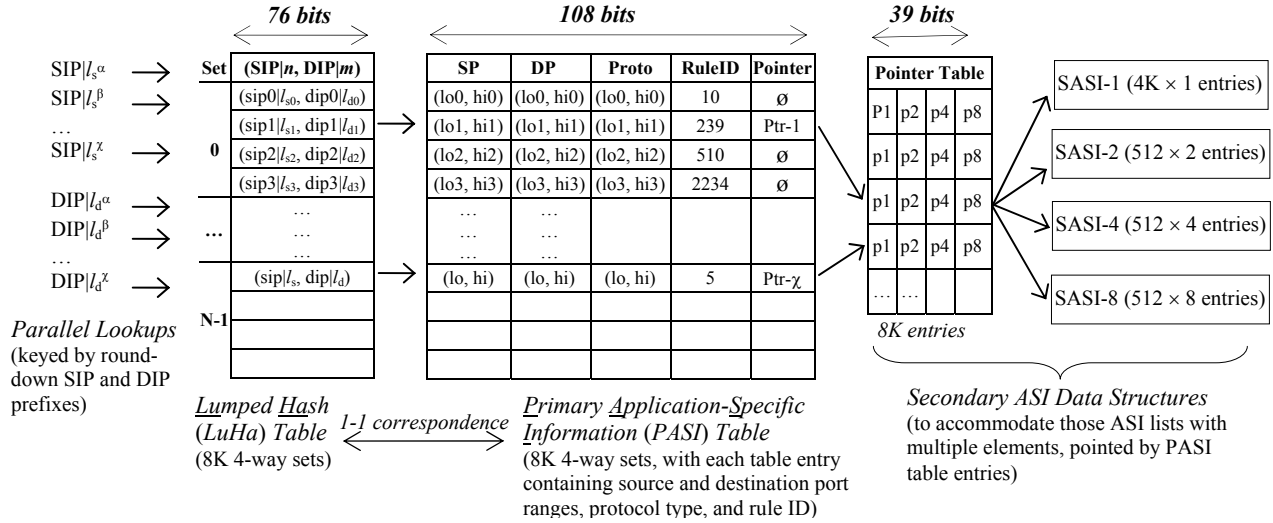 76 bits
108 bits
39 bits
SIP|lsα
SIP|lsβ
…
SIP|lsχ
DIP|ldα
DIP|ldβ
…
DIP|ldχ
Parallel Lookups
(keyed by round-
down SIP and DIP
prefixes)
Set (SIP|n, DIP|m)
(sip0|ls0, dip0|ld0)
(sip1|ls1, dip1|ld1)
0 (sip2|ls2, dip2|ld2)
(sip3|ls3, dip3|ld3)
…
… …
…
(sip|ls, dip|ld)
N-1
SP DP Proto RuleID Pointer
(lo0, hi0) (lo0, hi0) (lo0, hi0) 10 ø
(lo1, hi1) (lo1, hi1) (lo1, hi1) 239 Ptr-1
(lo2, hi2) (lo2, hi2) (lo2, hi2) 510 ø
(lo3, hi3) (lo3, hi3) (lo3, hi3) 2234 ø
… …
… …
… …
(lo, hi) (lo, hi) (lo, hi) 5 Ptr-χ
Pointer Table
P1 p2 p4 p8
p1 p2 p4 p8
p1 p2 p4 p8
p1 p2 p4 p8
… …
8K entries
SASI-1 (4K × 1 entries)
SASI-2 (512 × 2 entries)
SASI-4 (512 × 4 entries)
SASI-8 (512 × 8 entries)
Lumped Hash
(LuHa) Table
(8K 4-way sets)
1-1 correspondence
Primary Application-Specific
Information (PASI) Table
(8K 4-way sets, with each table entry
containing source and destination port
ranges, protocol type, and rule ID)
Secondary ASI Data Structures
(to accommodate those ASI lists with
multiple elements, pointed by PASI
table entries)